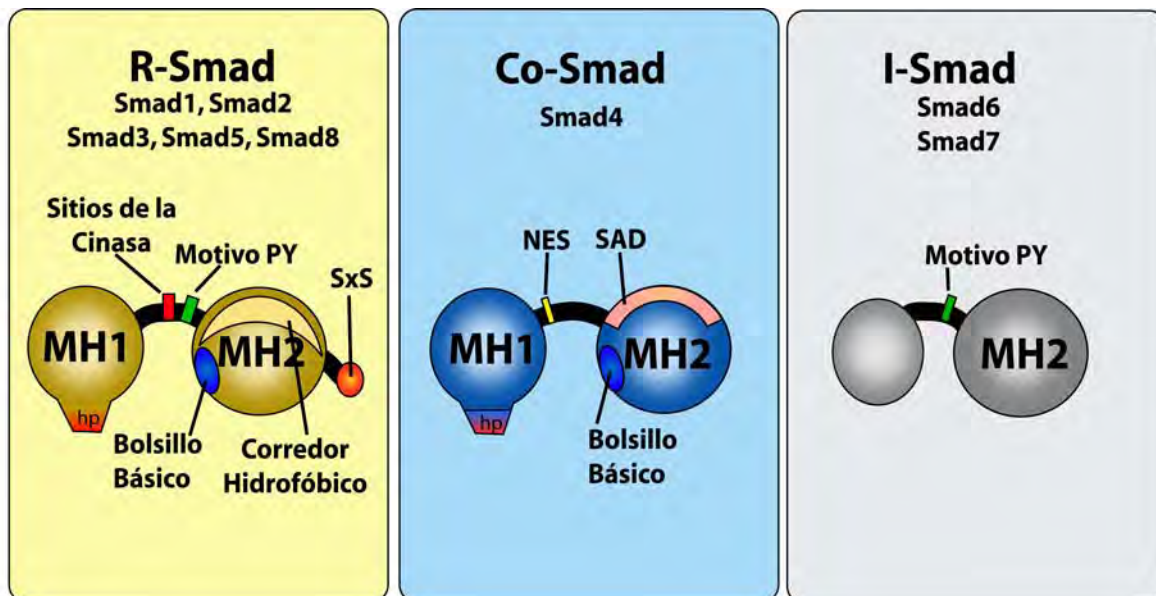 R-Smad
Smad1, Smad2
Smad3, Smad5, Smad8
Sitios de la
Cinasa
Motivo PY
SxS
MH1
MH2
hp
Bolsillo
Básico
Corredor
Hidrofóbico
Co-Smad
Smad4
NES
SAD
MH1
MH2
hp
Bolsillo
Básico
I-Smad
Smad6
Smad7
Motivo PY
MH2